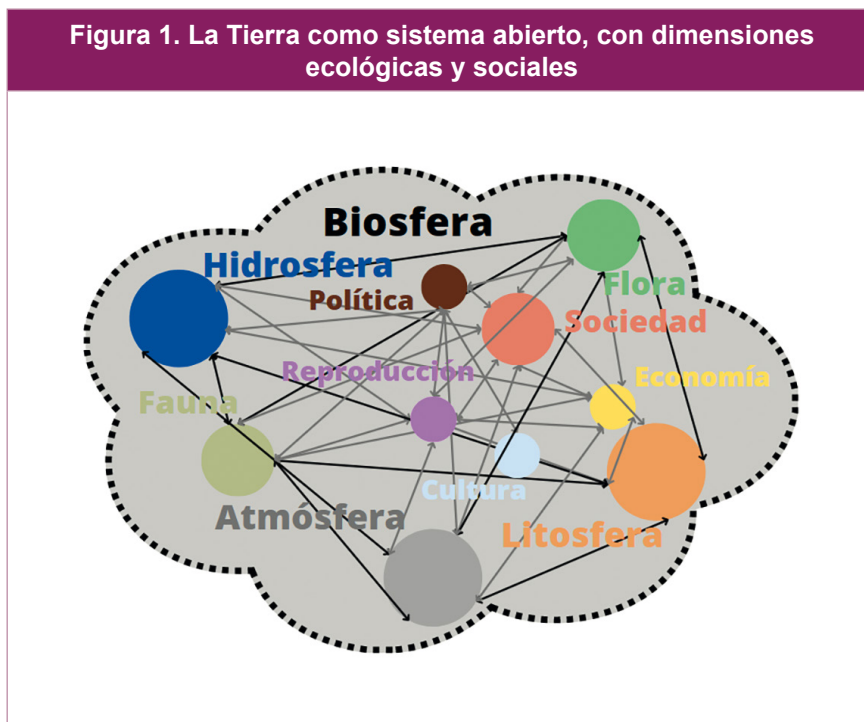 Figura 1. La Tierra como sistema abierto, con dimensiones
ecológicas y sociales
Biosfera
Hidrosfera
Política
Flora
Sociedad
Reproducción
Economía
Fauna
Cultura
Atmósfera
Litosfera